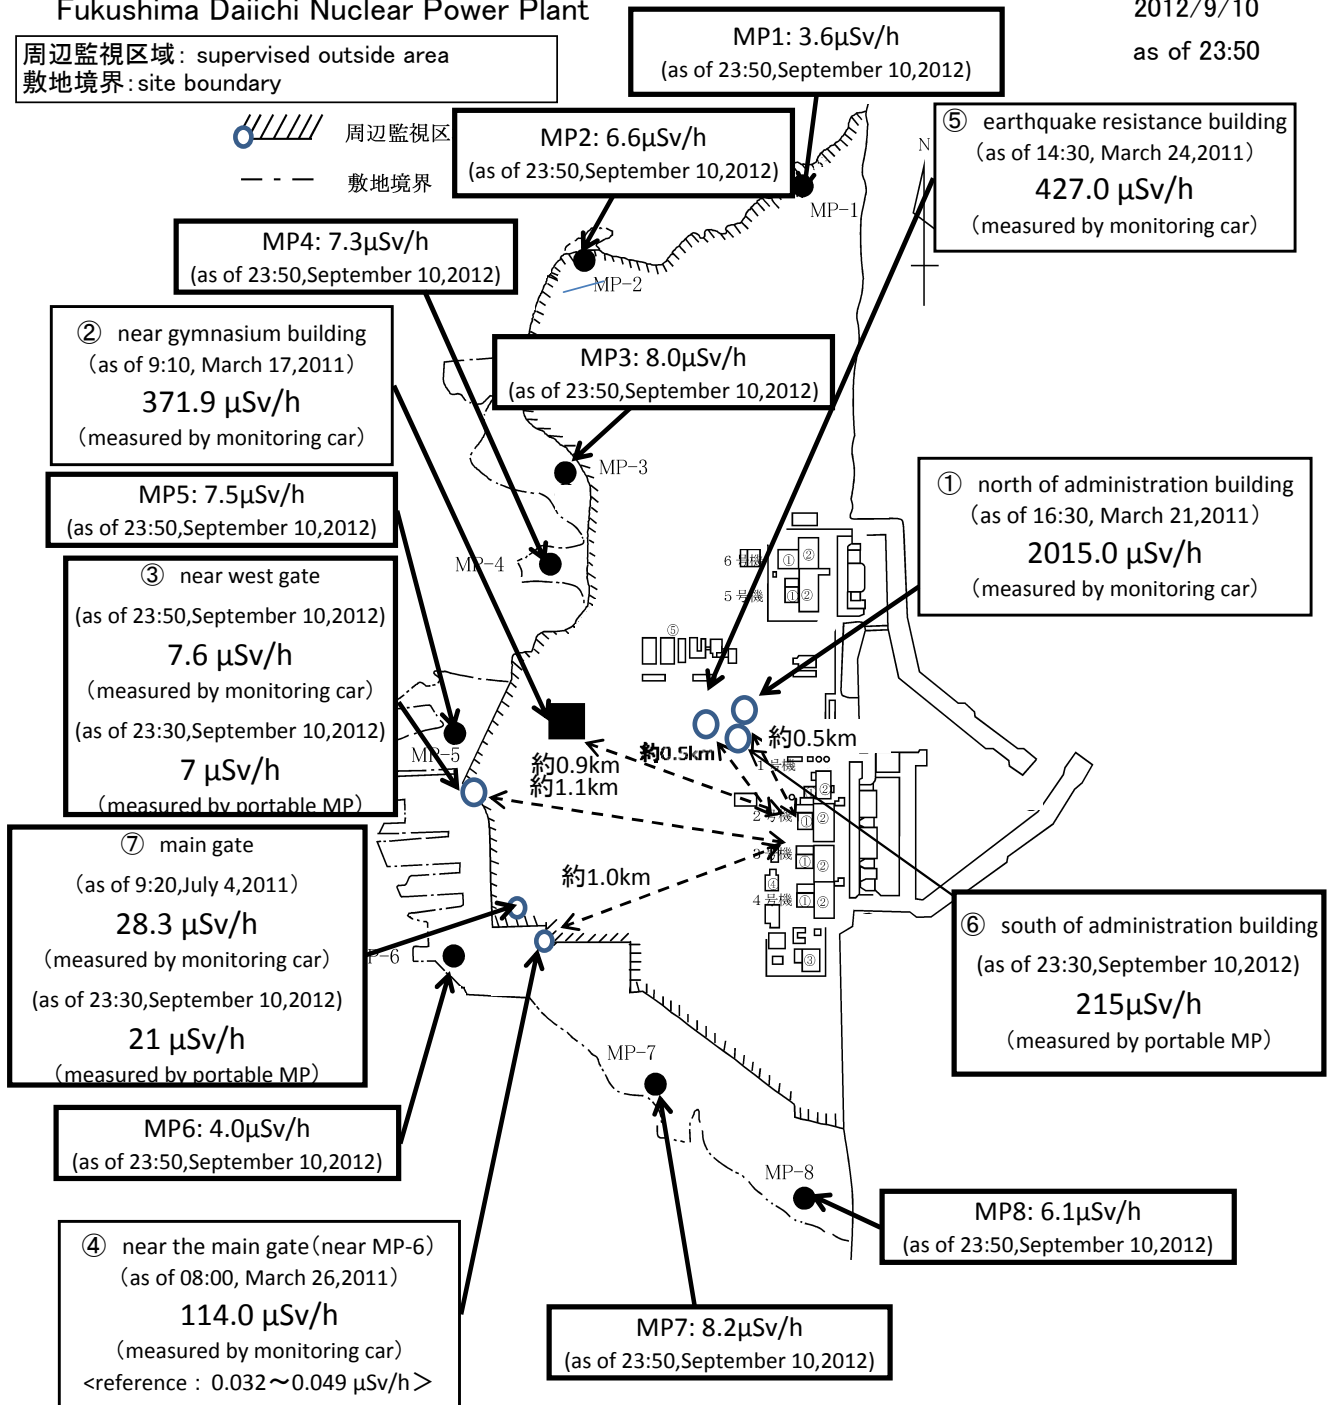 Fukushima Daiichi Nuclear Power Plant
2012/9/10
as of 23:50
周辺監視区域: supervised outside area
敷地境界:site boundary
周辺監視区
敷地境界
MP1: 3.6μSv/h
(as of 23:50,September 10,2012)
MP2: 6.6μSv/h
(as of 23:50,September 10,2012)
⑤ earthquake resistance building
(as of 14:30, March 24,2011)
427.0 μSv/h
(measured by monitoring car)
N
MP-1
MP4: 7.3μSv/h
(as of 23:50,September 10,2012)
MP-2
② near gymnasium building
(as of 9:10, March 17,2011)
371.9 μSv/h
(measured by monitoring car)
MP3: 8.0μSv/h
(as of 23:50,September 10,2012)
MP-3
MP5: 7.5μSv/h
(as of 23:50,September 10,2012)
① north of administration building
(as of 16:30, March 21,2011)
2015.0 μSv/h
(measured by monitoring car)
MP-4
③ near west gate
(as of 23:50,September 10,2012)
7.6 μSv/h
(measured by monitoring car)
(as of 23:30,September 10,2012)
7 μSv/h
(measured by portable MP)
6号機
① ②
5号機
① ②
⑤
MP-5
約0.9km
約1.1km
約0.5km
約0.5km
1号機
②
2号機
① ②
3号機
① ②
④
4号機
① ②
③
約1.0km
⑦ main gate
(as of 9:20,July 4,2011)
28.3 μSv/h
(measured by monitoring car)
(as of 23:30,September 10,2012)
21 μSv/h
(measured by portable MP)
P-6
⑥ south of administration building
(as of 23:30,September 10,2012)
215μSv/h
(measured by portable MP)
MP-7
MP6: 4.0μSv/h
(as of 23:50,September 10,2012)
MP-8
MP8: 6.1μSv/h
(as of 23:50,September 10,2012)
④ near the main gate(near MP-6)
(as of 08:00, March 26,2011)
114.0 μSv/h
(measured by monitoring car)
<reference : 0.032～0.049 μSv/h＞
MP7: 8.2μSv/h
(as of 23:50,September 10,2012)